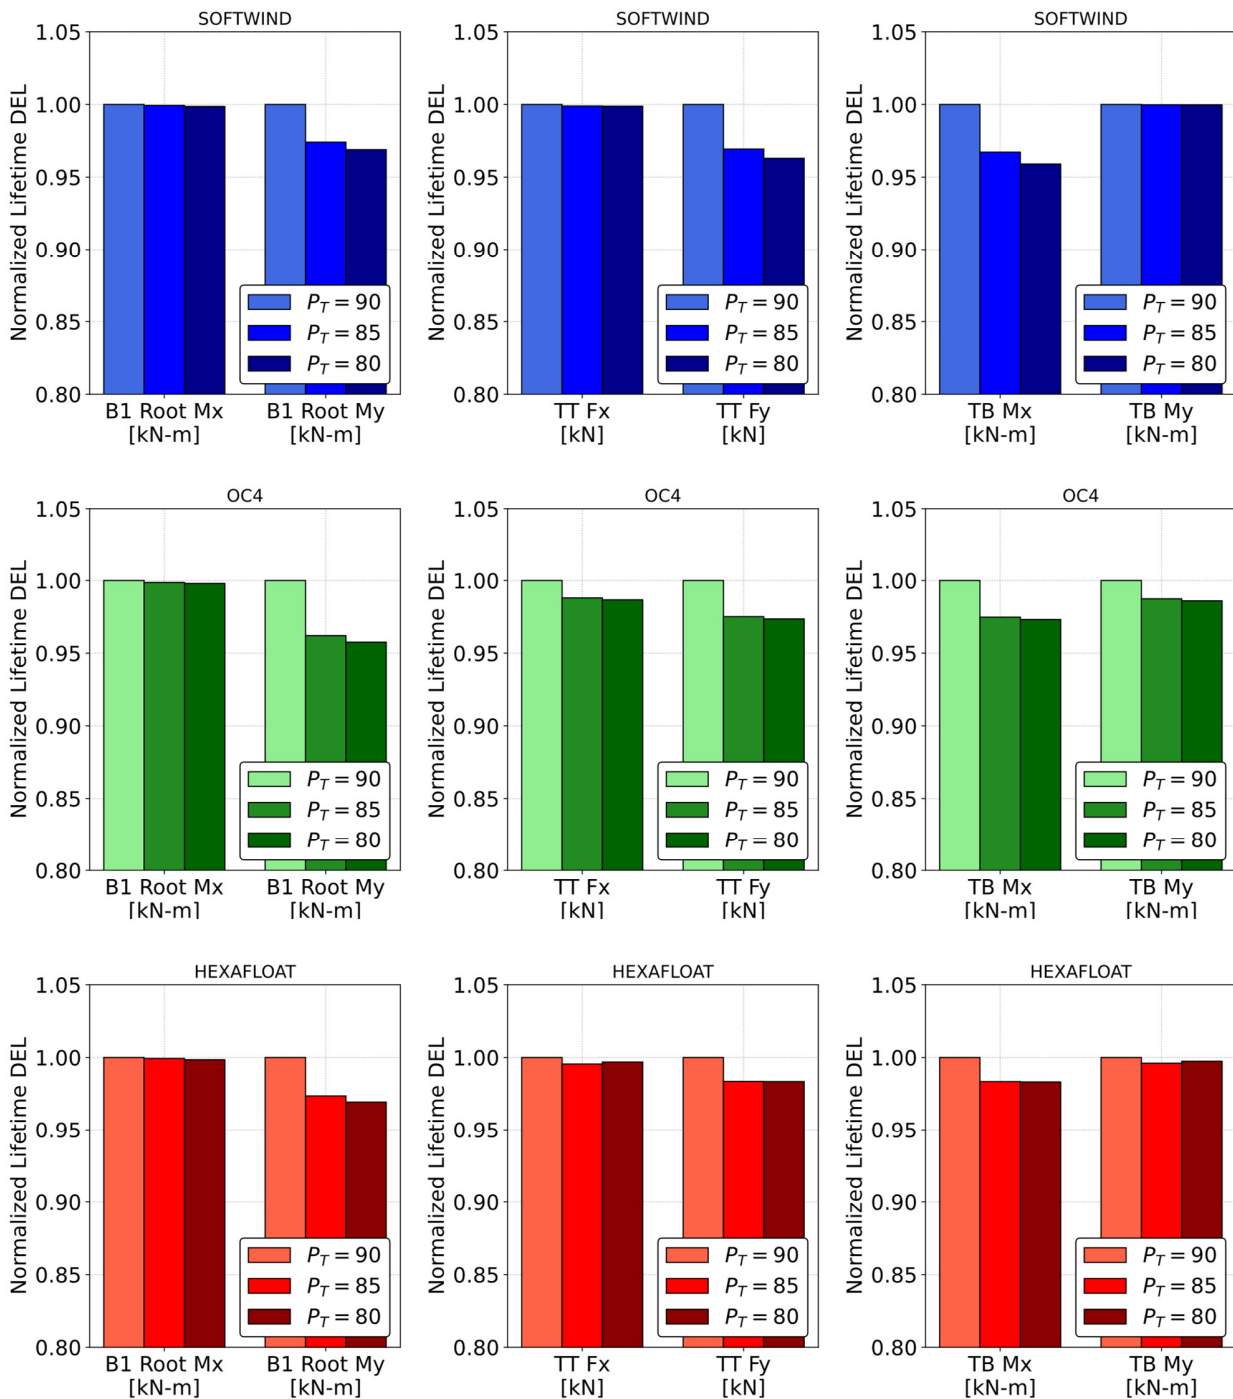 SOFTWIND
Normalized Lifetime DEL
1.05
1.00
0.95
0.90
0.85
0.80
P_T = 90
P_T = 85
P_T = 80
B1 Root Mx
[kN-m]
B1 Root My
[kN-m]
SOFTWIND
Normalized Lifetime DEL
1.05
1.00
0.95
0.90
0.85
0.80
P_T = 90
P_T = 85
P_T = 80
TT Fx
[kN]
TT Fy
[kN]
SOFTWIND
Normalized Lifetime DEL
1.05
1.00
0.95
0.90
0.85
0.80
P_T = 90
P_T = 85
P_T = 80
TB Mx
[kN-m]
TB My
[kN-m]
OC4
Normalized Lifetime DEL
1.05
1.00
0.95
0.90
0.85
0.80
P_T = 90
P_T = 85
P_T = 80
B1 Root Mx
[kN-m]
B1 Root My
[kN-m]
OC4
Normalized Lifetime DEL
1.05
1.00
0.95
0.90
0.85
0.80
P_T = 90
P_T = 85
P_T = 80
TT Fx
[kN]
TT Fy
[kN]
OC4
Normalized Lifetime DEL
1.05
1.00
0.95
0.90
0.85
0.80
P_T = 90
P_T = 85
P_T = 80
TB Mx
[kN-m]
TB My
[kN-m]
HEXAFLOAT
Normalized Lifetime DEL
1.05
1.00
0.95
0.90
0.85
0.80
P_T = 90
P_T = 85
P_T = 80
B1 Root Mx
[kN-m]
B1 Root My
[kN-m]
HEXAFLOAT
Normalized Lifetime DEL
1.05
1.00
0.95
0.90
0.85
0.80
P_T = 90
P_T = 85
P_T = 80
TT Fx
[kN]
TT Fy
[kN]
HEXAFLOAT
Normalized Lifetime DEL
1.05
1.00
0.95
0.90
0.85
0.80
P_T = 90
P_T = 85
P_T = 80
TB Mx
[kN-m]
TB My
[kN-m]